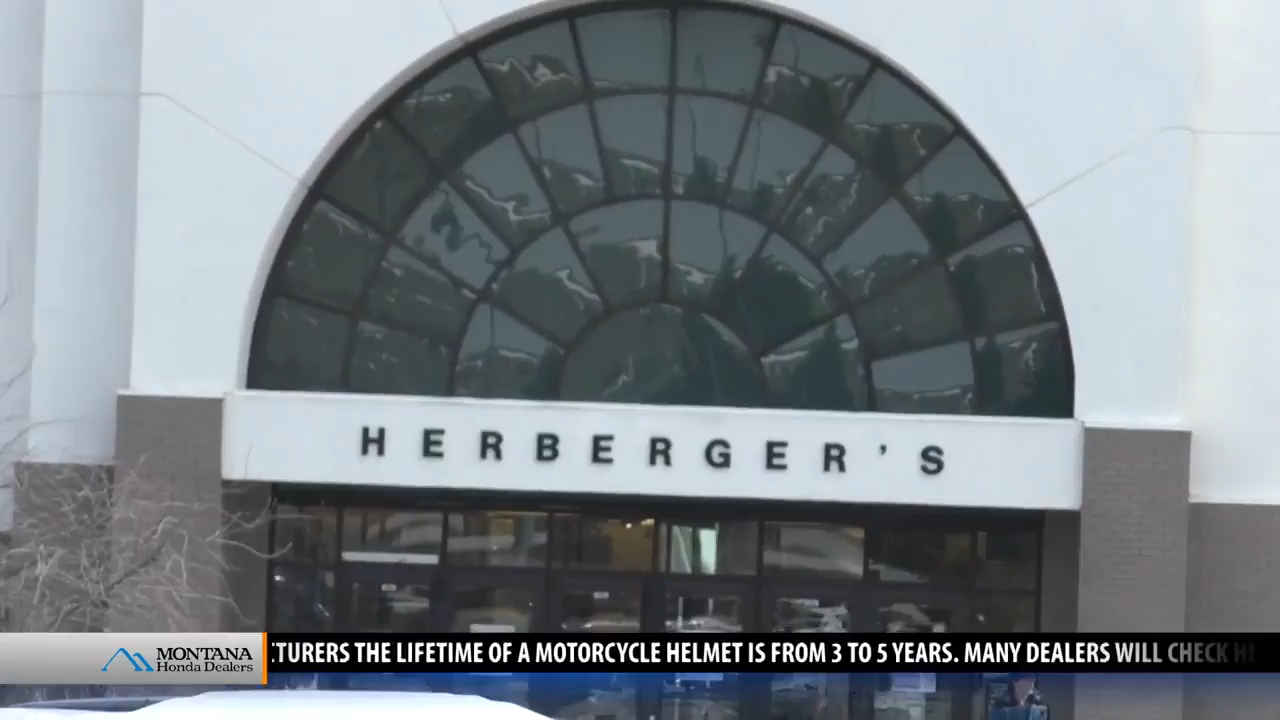 HERBERGER'S
MONTANA
Honda Dealers
TURERS THE LIFETIME OF A MOTORCYCLE HELMET IS FROM 3 TO 5 YEARS. MANY DEALERS WILL CHECK